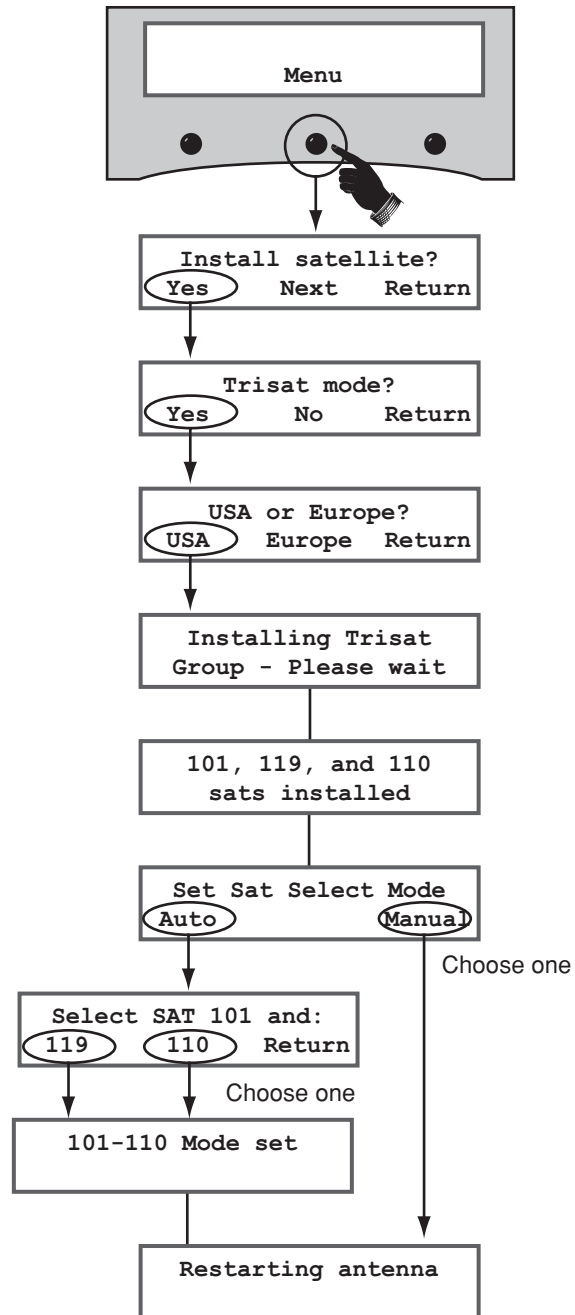 Menu
Install satellite?
Yes Next Return
Trisat mode?
Yes No Return
USA or Europe?
USA Europe Return
Installing Trisat
Group - Please wait
101, 119, and 110
sats installed
Set Sat Select Mode
Auto Manual
Choose one
Select SAT 101 and:
119 110 Return
Choose one
101-110 Mode set
Restarting antenna